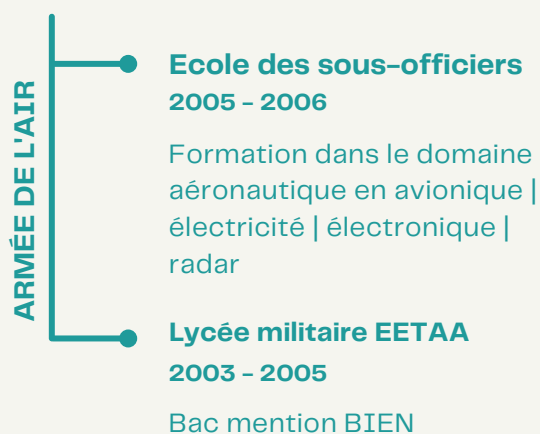 ARMÉE DE L'AIR
Ecole des sous-officiers
2005 - 2006
Formation dans le domaine
aéronautique en avionique |
électricité | électronique |
radar
Lycée militaire EETAA
2003 - 2005
Bac mention BIEN